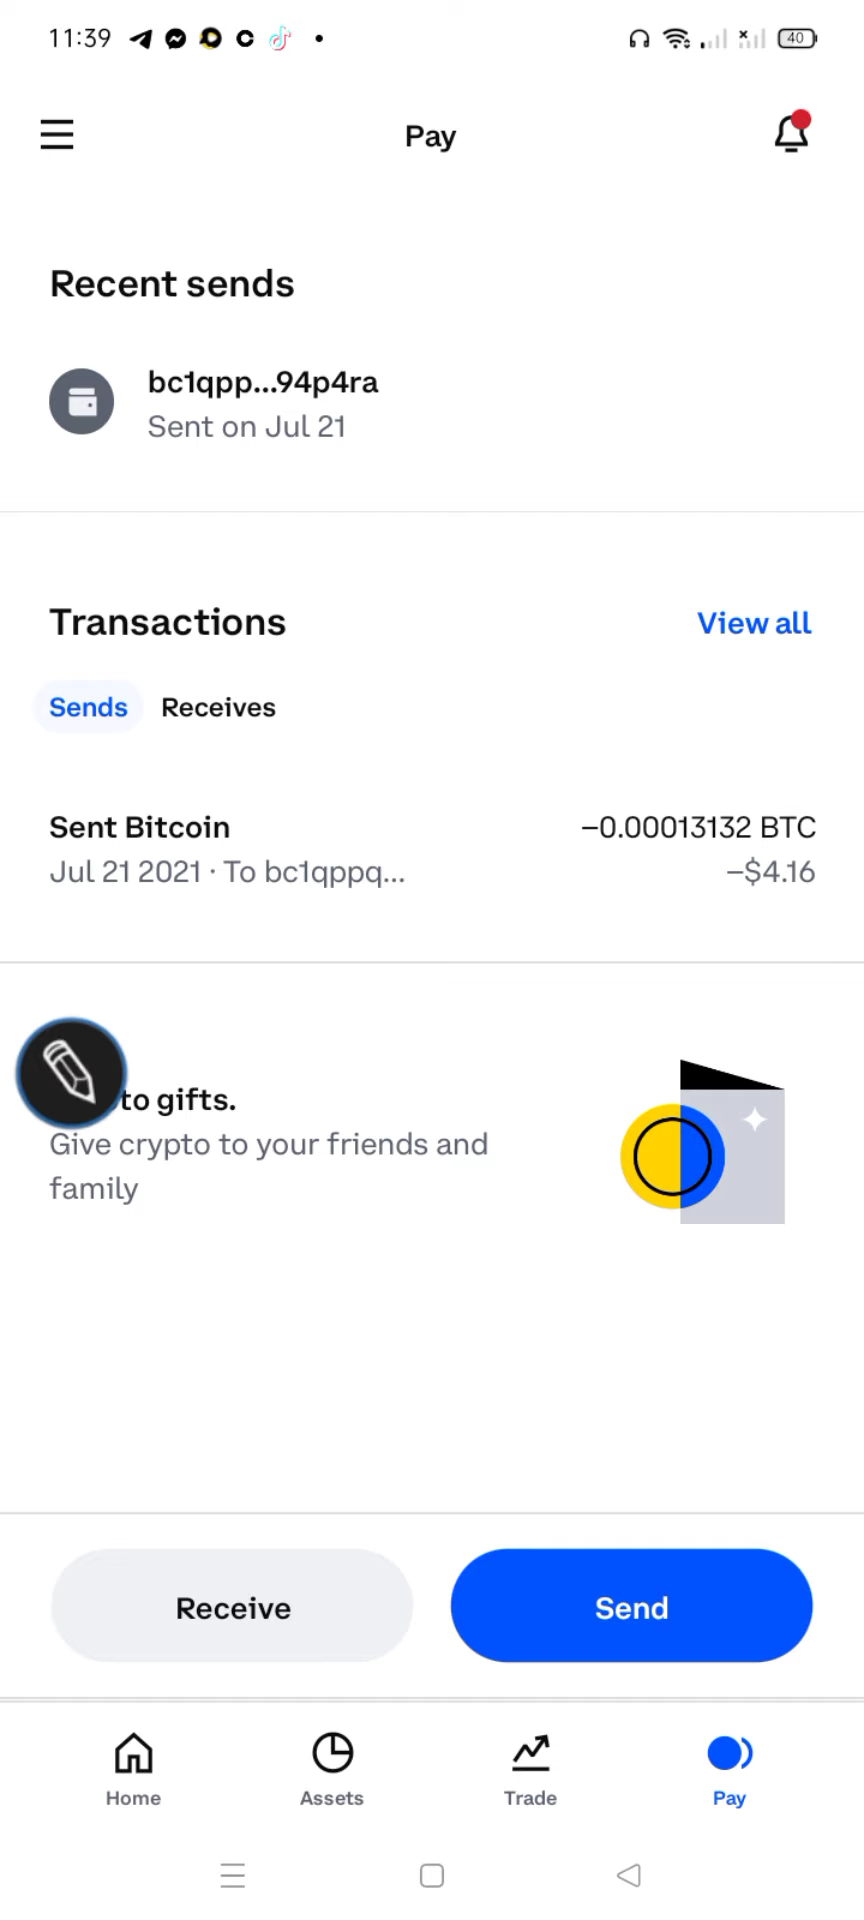 11:39
40
Pay
Recent sends
bc1qpp...94p4ra
Sent on Jul 21
Transactions
View all
Sends
Receives
Sent Bitcoin
−0.00013132 BTC
Jul 21 2021 · To bc1qppq...
−$4.16
to gifts.
Give crypto to your friends and
family
Receive
Send
Home
Assets
Trade
Pay